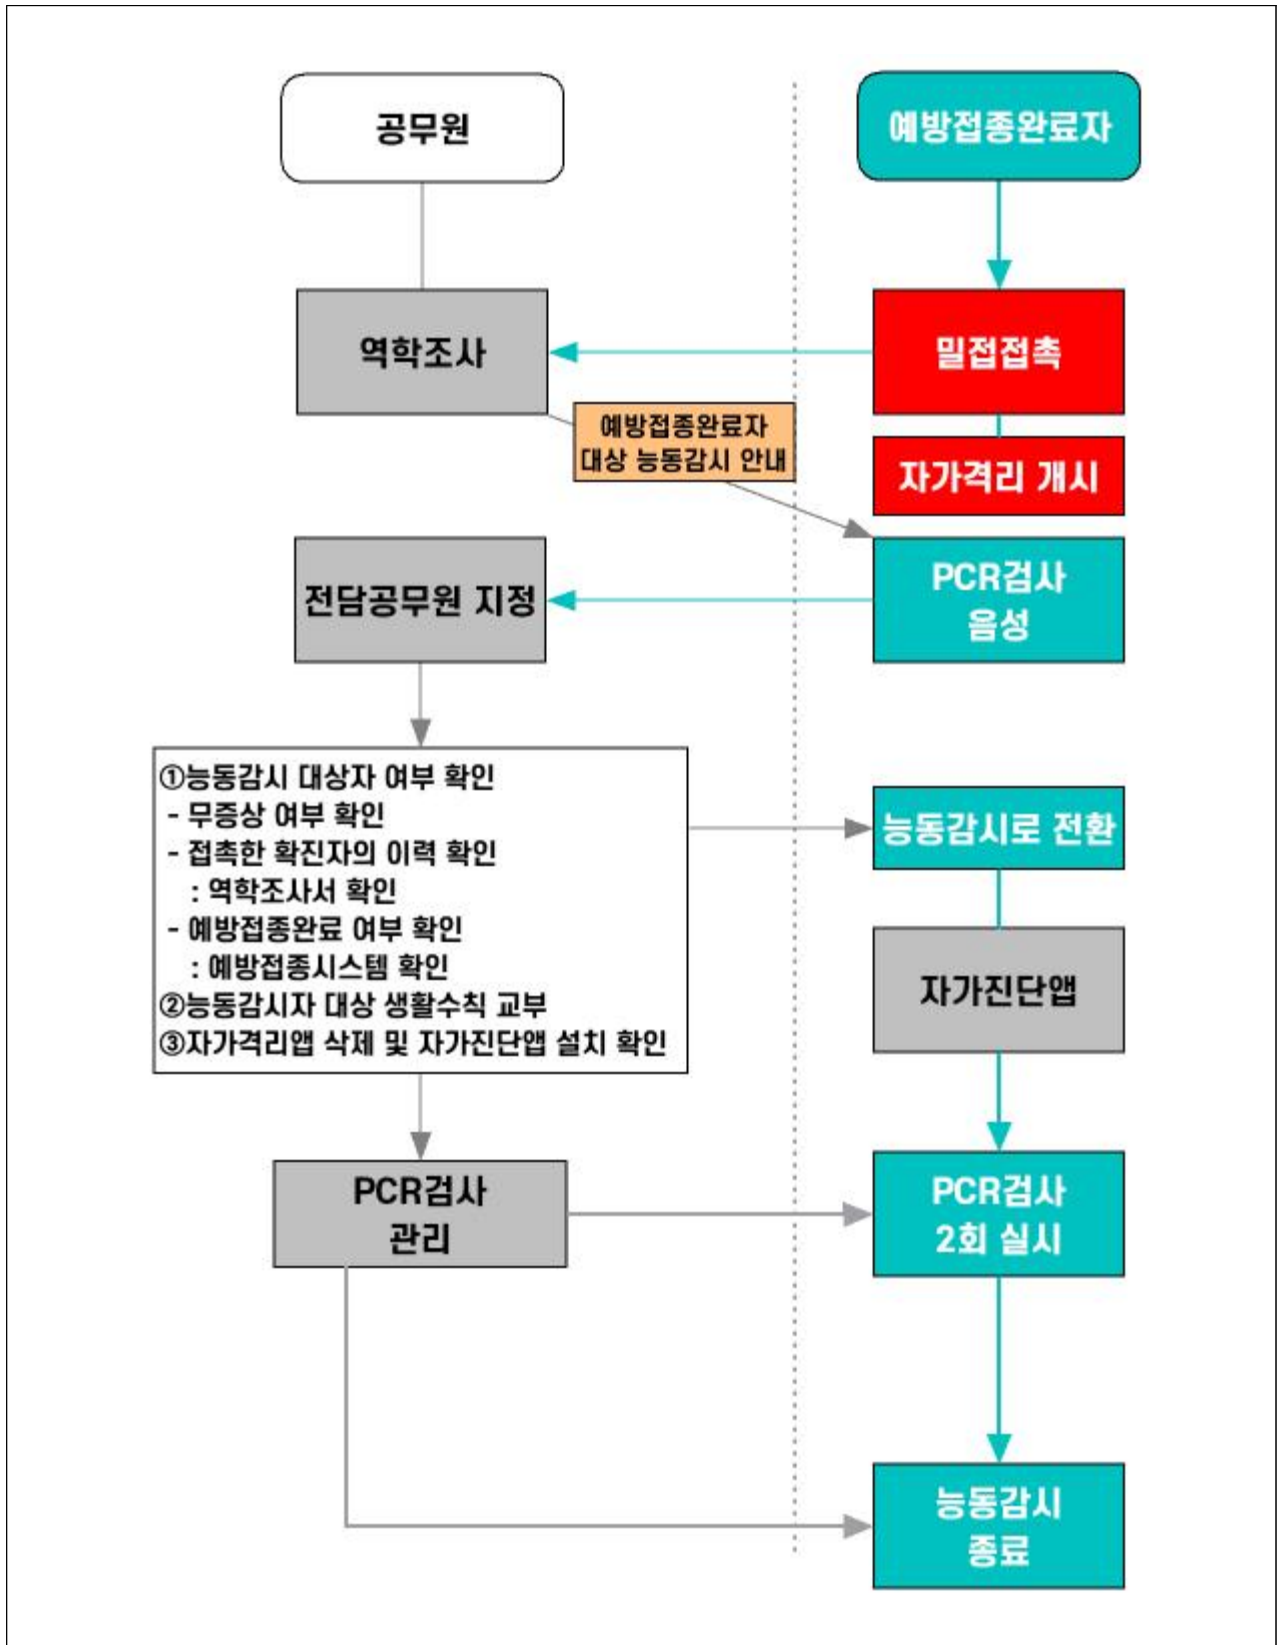 공무원
예방접종완료자
역학조사
밀접접촉
예방접종완료자
대상 능동감시 안내
자가격리 개시
전담공무원 지정
PCR검사
음성
①능동감시 대상자 여부 확인
- 무증상 여부 확인
- 접촉한 확진자의 이력 확인
: 역학조사서 확인
- 예방접종완료 여부 확인
: 예방접종시스템 확인
②능동감시자 대상 생활수칙 교부
③자가격리앱 삭제 및 자가진단앱 설치 확인
능동감시로 전환
자가진단앱
PCR검사
관리
PCR검사
2회 실시
능동감시
종료